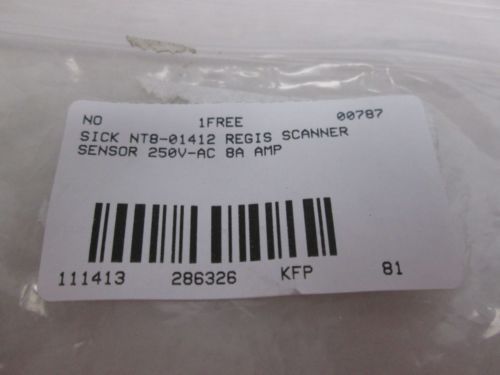 NO 1FREE 00787
SICK NT8-01412 REGIS SCANNER
SENSOR 250V-AC 8A AMP
111413 286326 KFP 81